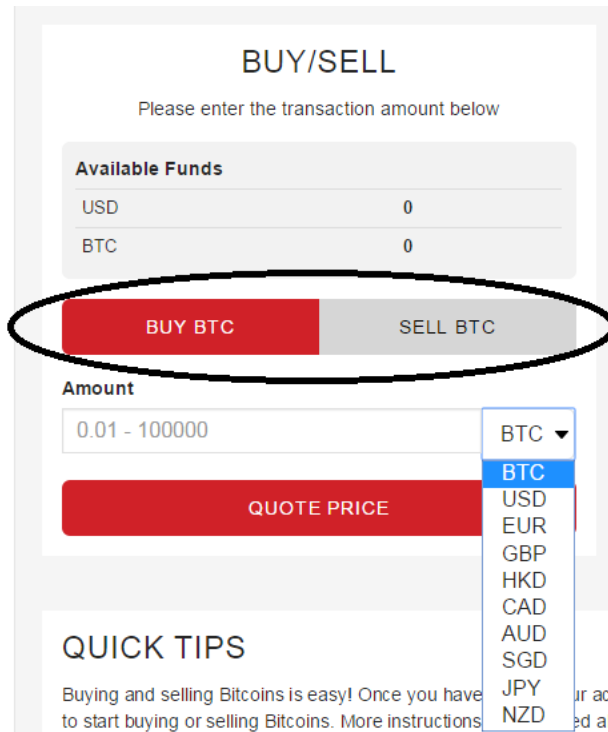 BUY/SELL
Please enter the transaction amount below
Available Funds
USD 0
BTC 0
BUY BTC SELL BTC
Amount
0.01 - 100000 BTC
BTC
USD
EUR
GBP
HKD
CAD
AUD
SGD
JPY
NZD
QUOTE PRICE
QUICK TIPS
Buying and selling Bitcoins is easy! Once you have
to start buying or selling Bitcoins. More instructions